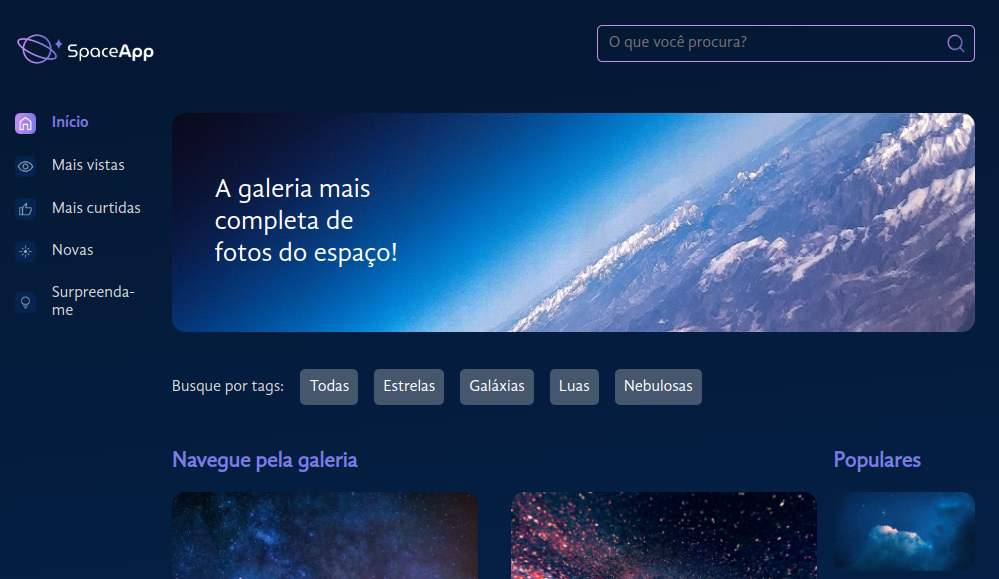 SpaceApp
O que você procura?
Início
Mais vistas
Mais curtidas
Novas
Surpreenda-
me
A galeria mais
completa de
fotos do espaço!
Busque por tags:
Todas
Estrelas
Galáxias
Luas
Nebulosas
Navegue pela galeria
Populares